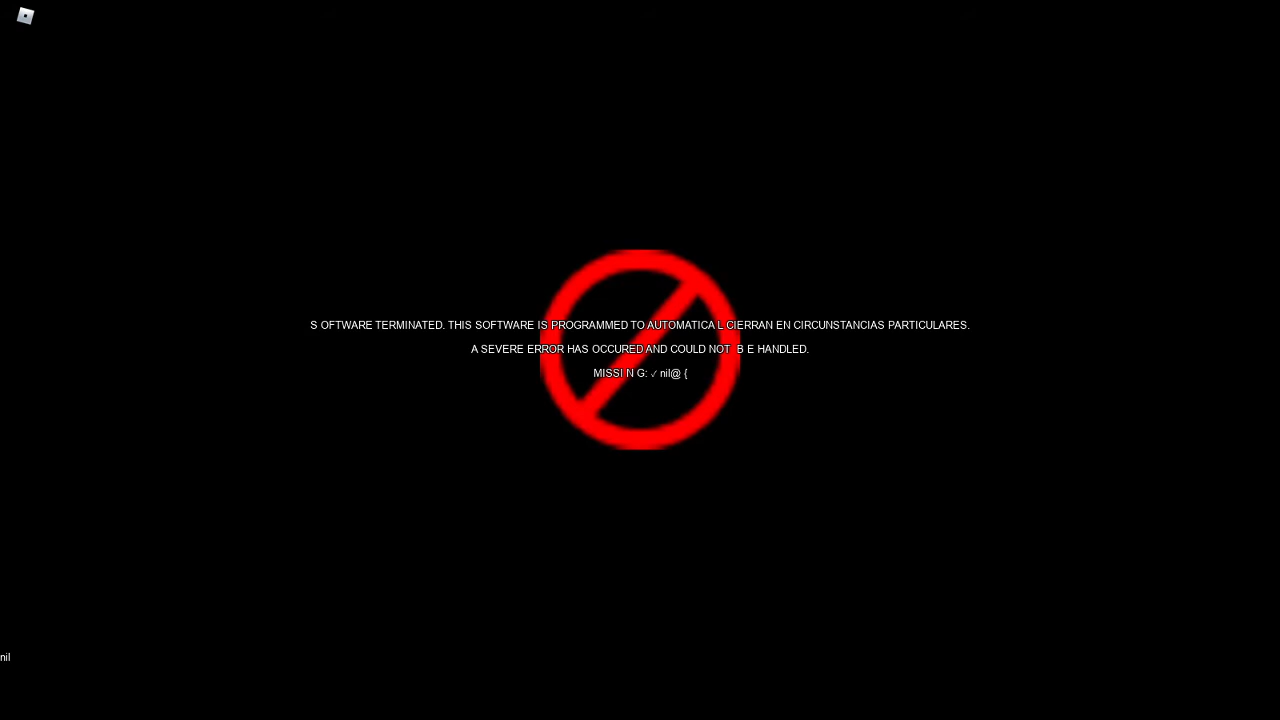 S OFTWARE TERMINATED. THIS SOFTWARE IS PROGRAMMED TO AUTOMATICA L CIERRAN EN CIRCUNSTANCIAS PARTICULARES.
A SEVERE ERROR HAS OCCURED AND COULD NOT  B E HANDLED.
MISSI N G: ✓ nil@ {
nil